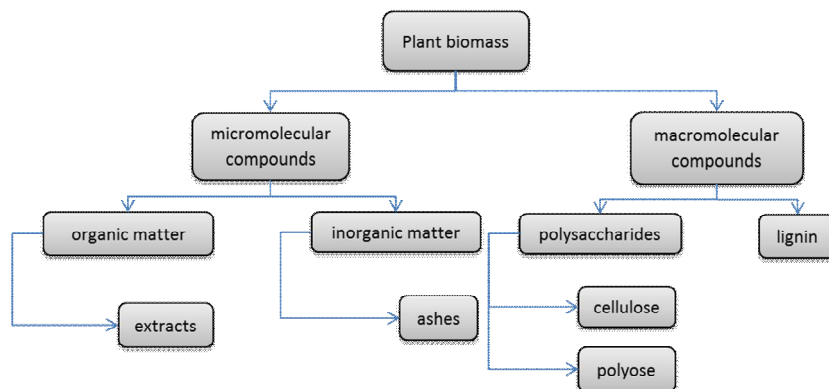 Plant biomass
micromolecular
compounds
macromolecular
compounds
organic matter
inorganic matter
polysaccharides
lignin
extracts
ashes
cellulose
polyose